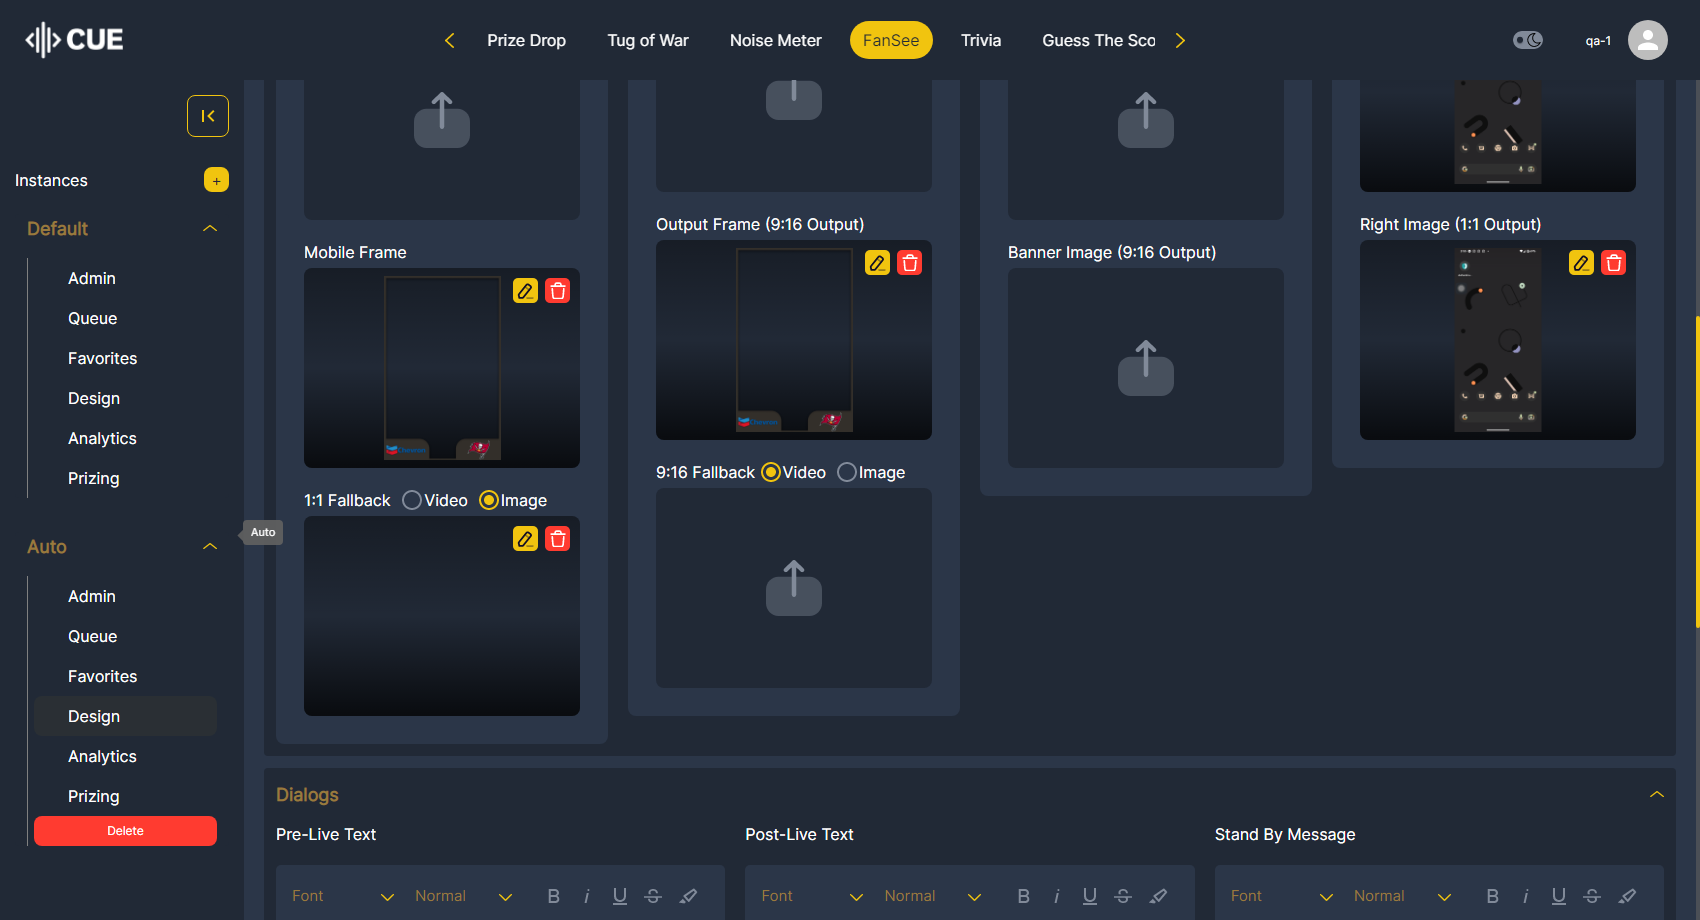 CUE
Prize Drop
Tug of War
Noise Meter
FanSee
Trivia
Guess The Sco
qa-1
Instances
+
Default
Admin
Queue
Favorites
Design
Analytics
Prizing
Auto
Auto
Admin
Queue
Favorites
Design
Analytics
Prizing
Delete
Mobile Frame
1:1 Fallback Video Image
Output Frame (9:16 Output)
9:16 Fallback Video Image
Banner Image (9:16 Output)
Right Image (1:1 Output)
Dialogs
Pre-Live Text
Post-Live Text
Stand By Message
Font Normal B i U S
Font Normal B i U S
Font Normal B i U S